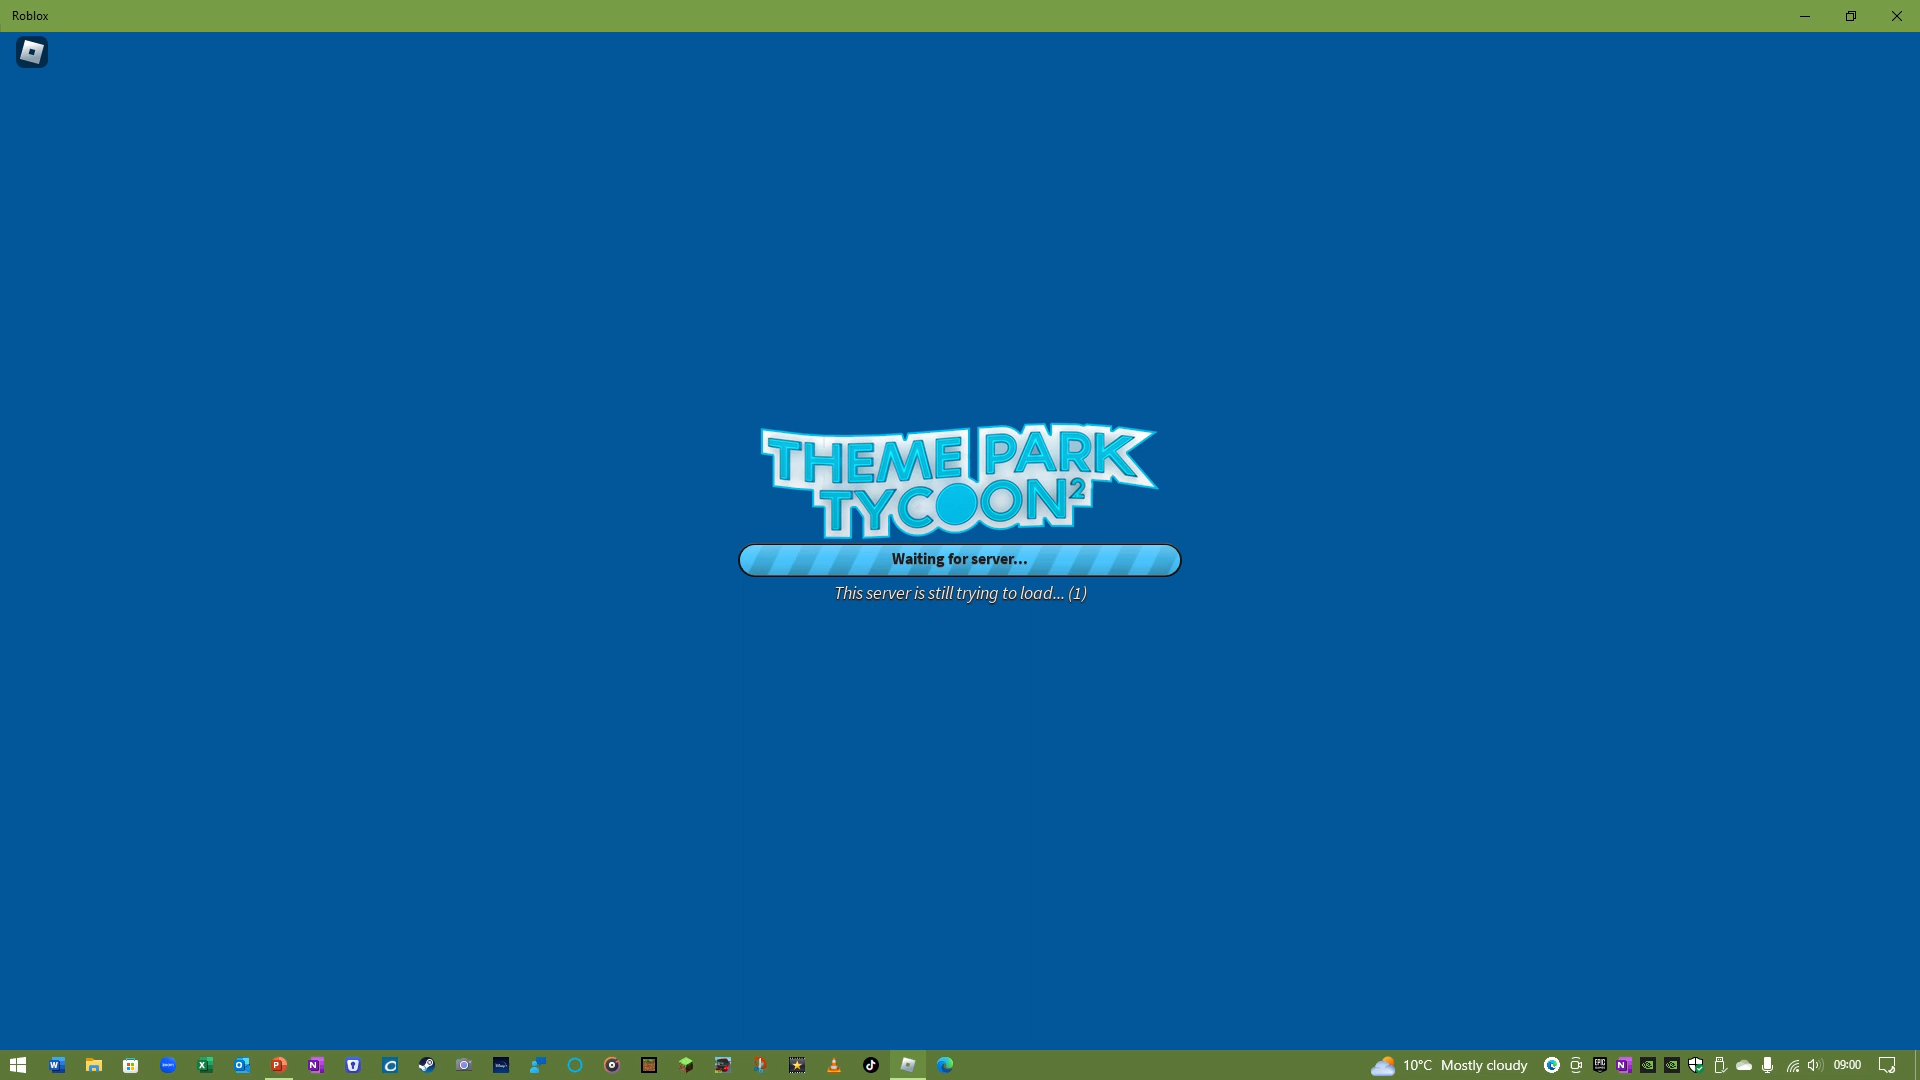 Roblox
THEME PARK
TYCOON²
Waiting for server...
This server is still trying to load... (1)
10°C Mostly cloudy
09:00